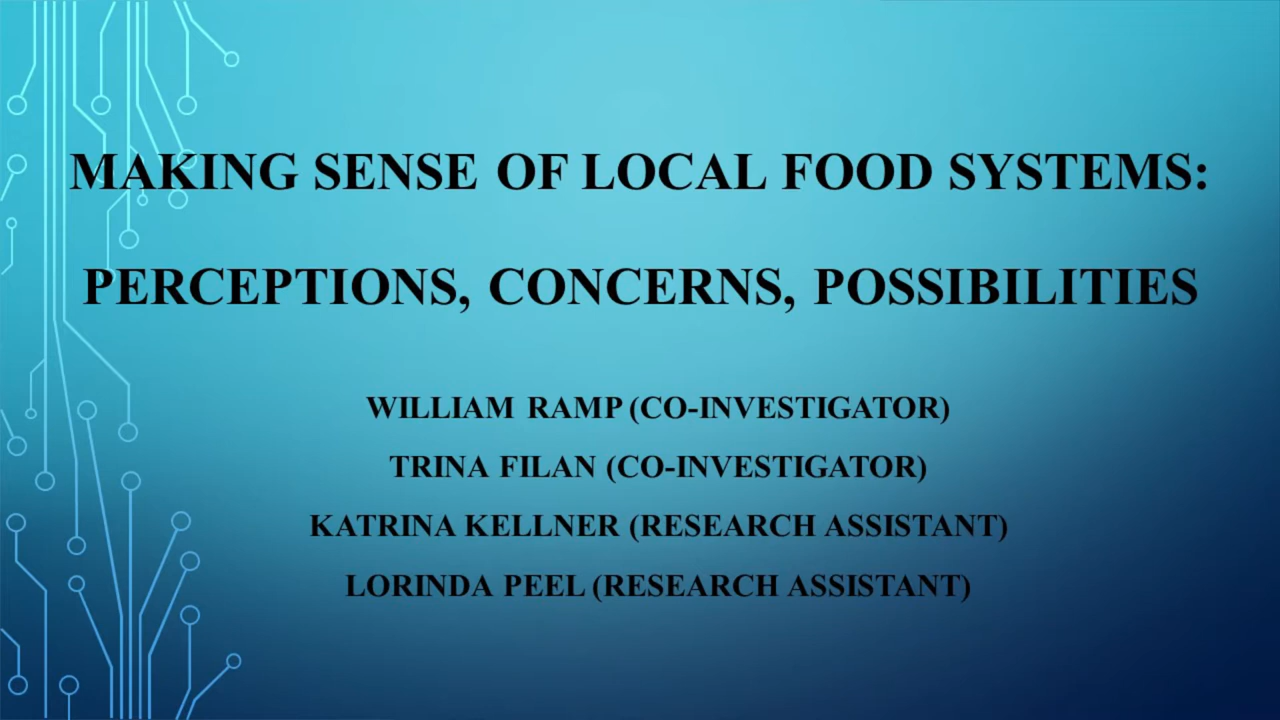 MAKING SENSE OF LOCAL FOOD SYSTEMS:
PERCEPTIONS, CONCERNS, POSSIBILITIES
WILLIAM RAMP (CO-INVESTIGATOR)
TRINA FILAN (CO-INVESTIGATOR)
KATRINA KELLNER (RESEARCH ASSISTANT)
LORINDA PEEL (RESEARCH ASSISTANT)